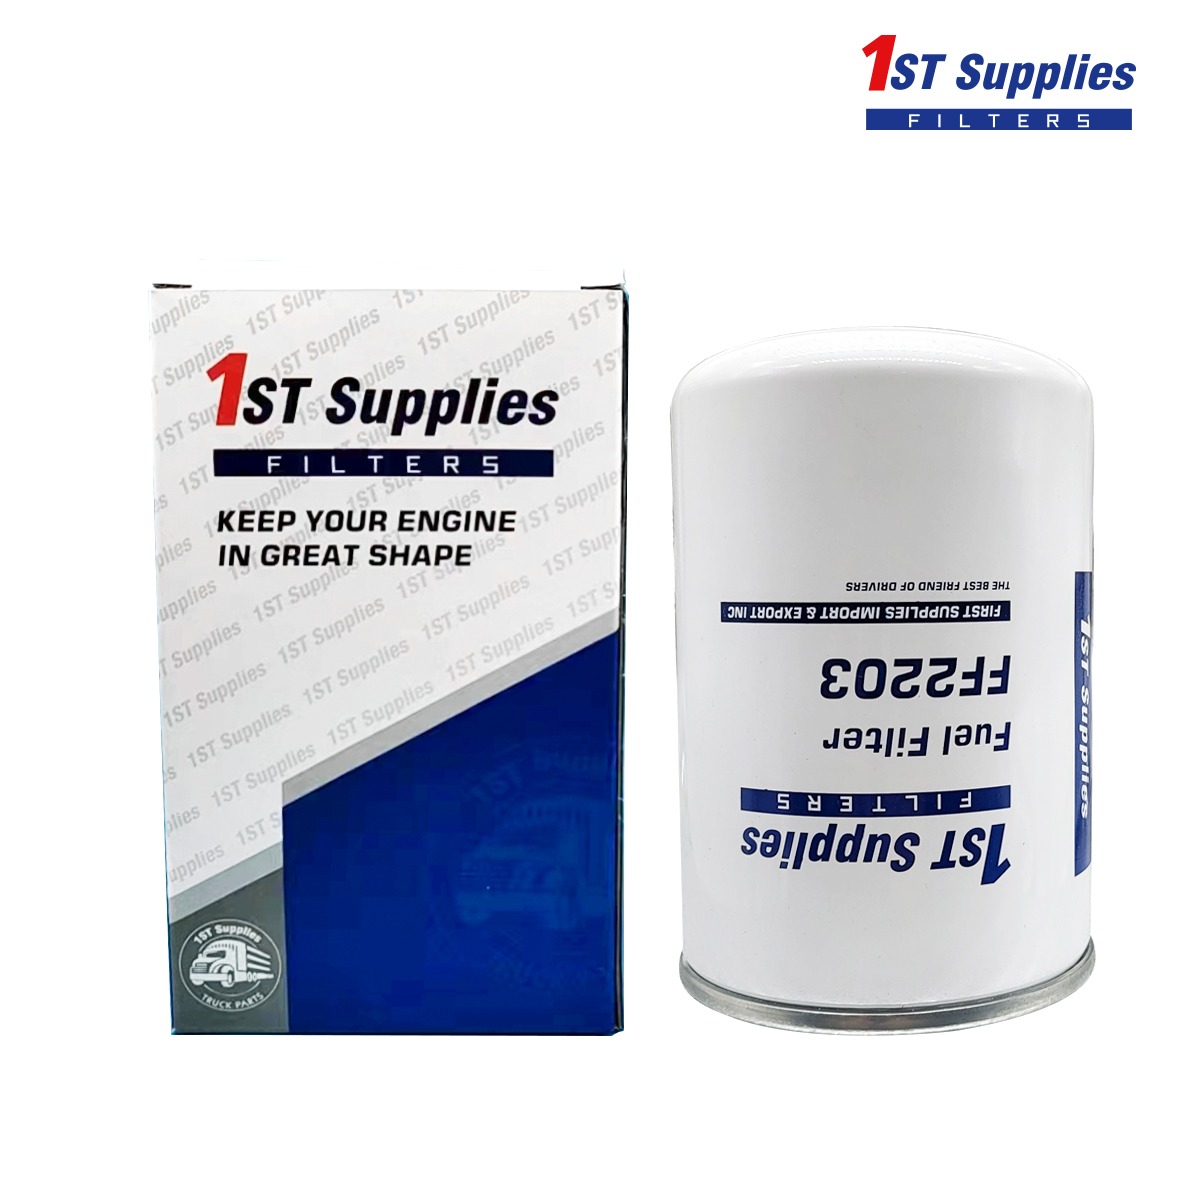 1ST Supplies
FILTERS
1ST Supplies
FILTERS
KEEP YOUR ENGINE
IN GREAT SHAPE
1ST Supplies
TRUCK PARTS
1ST Supplies
FILTERS
Fuel Filter
FF2203
FIRST SUPPLIES IMPORT & EXPORT INC
THE BEST FRIEND OF DRIVERS
1ST Supplies